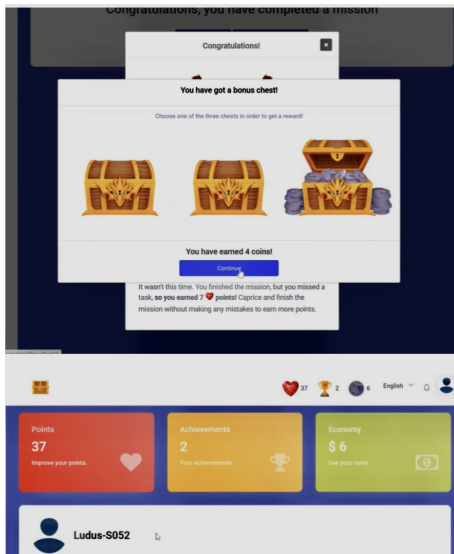 Congratulations, you have completed a mission
Congratulations!
You have got a bonus chest!
Choose one of the three chests in order to get a reward!
You have earned 4 coins!
Continue
It wasn't this time. You finished the mission, but you missed a
task, so you earned 7 points! Caprice and finish the
mission without making any mistakes to earn more points.
37 2 6 English
Points
37
Improve your points.
Achievements
2
Your achievements.
Economy
$ 6
Use your coins.
Ludus-S052